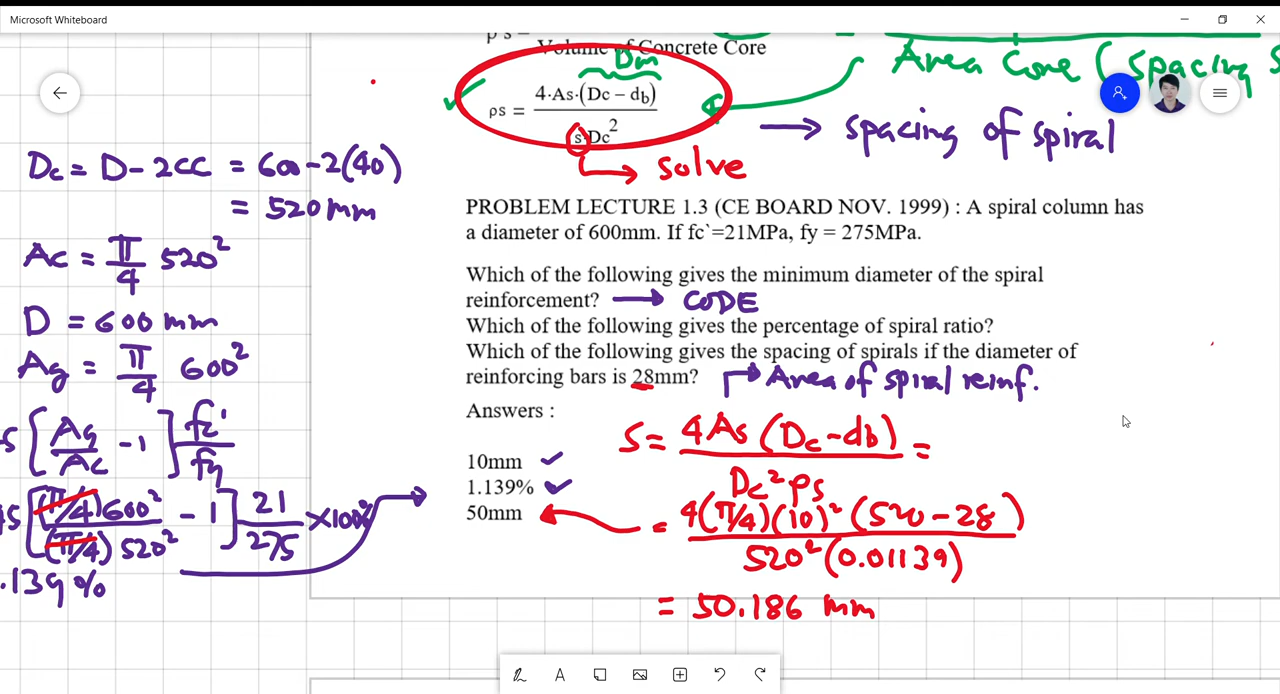 Microsoft Whiteboard
ρs =
Volume of Concrete Core
Area Core (spacing s
Dm
ρs = 4·As·(Dc – db) / s·Dc²
→ spacing of spiral
→ solve
Dc = D - 2CC = 600 - 2(40)
= 520 mm
Ac = π/4 520²
D = 600 mm
Ag = π/4 600²
[Ag/Ac - 1] fc'/fy
[(π/4)600² / (π/4)520² - 1] 21/275 × 100%
.139%
PROBLEM LECTURE 1.3 (CE BOARD NOV. 1999) : A spiral column has
a diameter of 600mm. If fc`=21MPa, fy = 275MPa.
Which of the following gives the minimum diameter of the spiral
reinforcement? → CODE
Which of the following gives the percentage of spiral ratio?
Which of the following gives the spacing of spirals if the diameter of
reinforcing bars is 28mm? → Area of spiral reinf.
Answers :
10mm
1.139%
50mm
S = 4As (Dc - db) / Dc² ρs =
= 4(π/4)(10)² (520 - 28) / 520² (0.01139)
= 50.186 mm